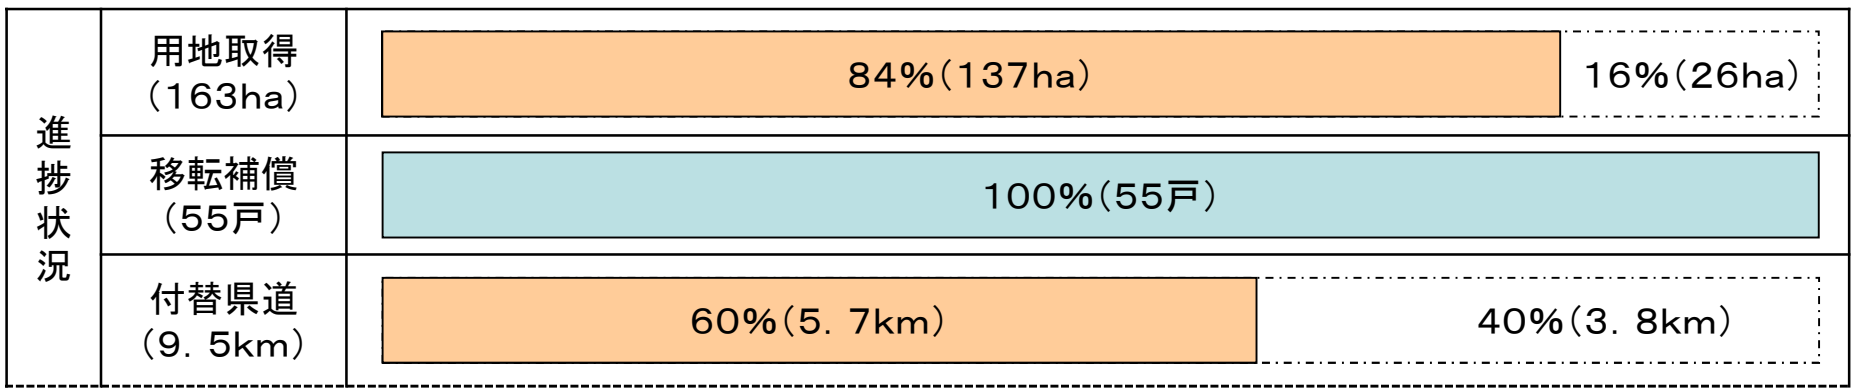 進捗状況
用地取得
（163ha）
84%（137ha）
16%（26ha）
移転補償
（55戸）
100%（55戸）
付替県道
（9．5km）
60%（5．7km）
40%（3．8km）